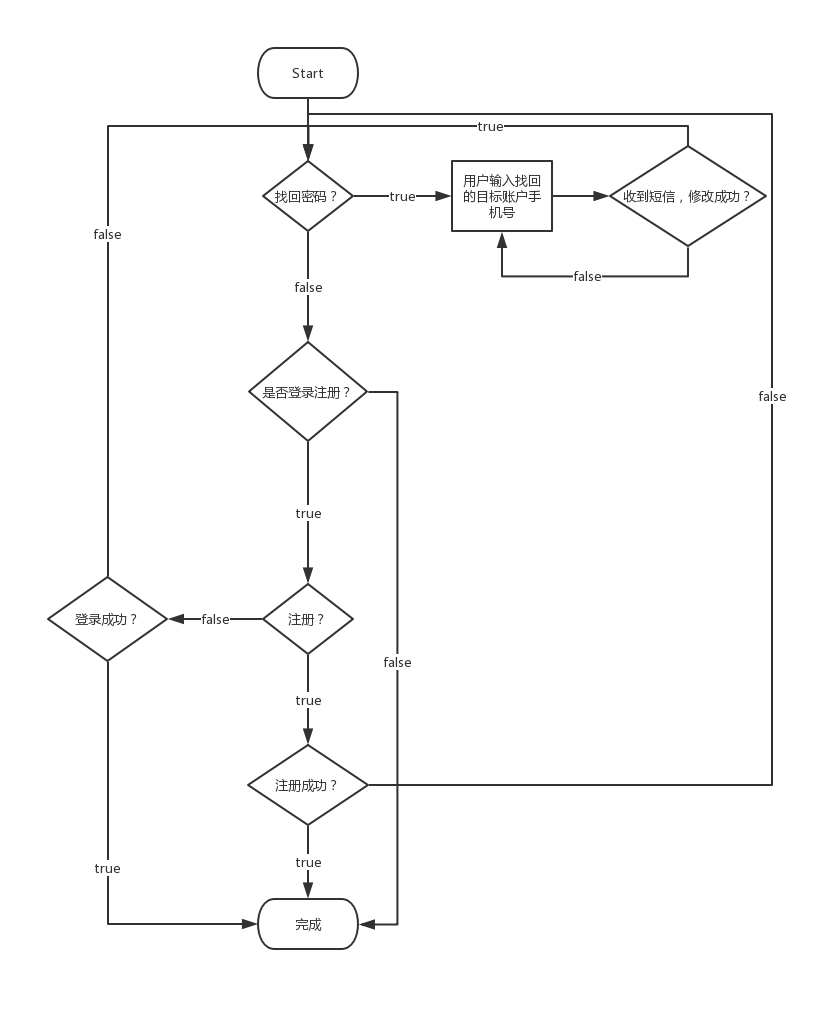 Start
true
找回密码？
true
用户输入找回
的目标账户手
机号
收到短信，修改成功？
false
false
false
是否登录注册？
false
true
登录成功？
false
注册？
false
true
注册成功？
true
true
完成